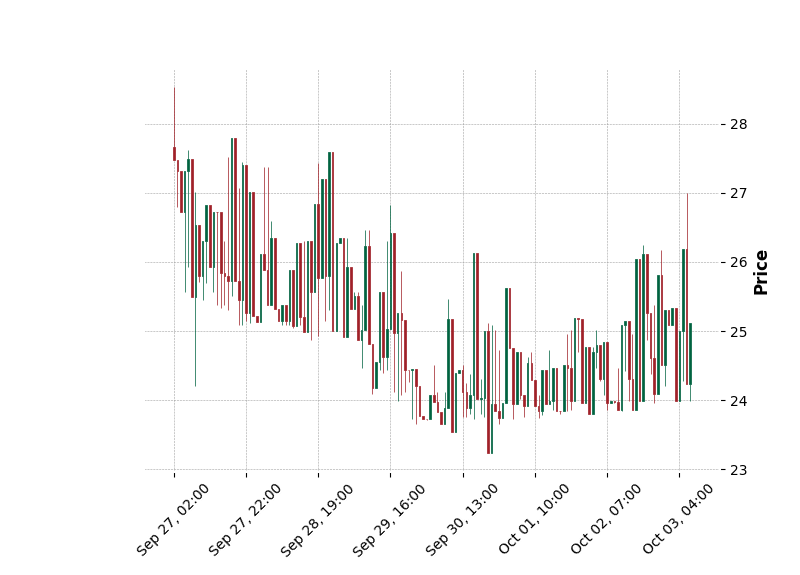 28
27
26
25
24
23
Price
Sep 27, 02:00
Sep 27, 22:00
Sep 28, 19:00
Sep 29, 16:00
Sep 30, 13:00
Oct 01, 10:00
Oct 02, 07:00
Oct 03, 04:00